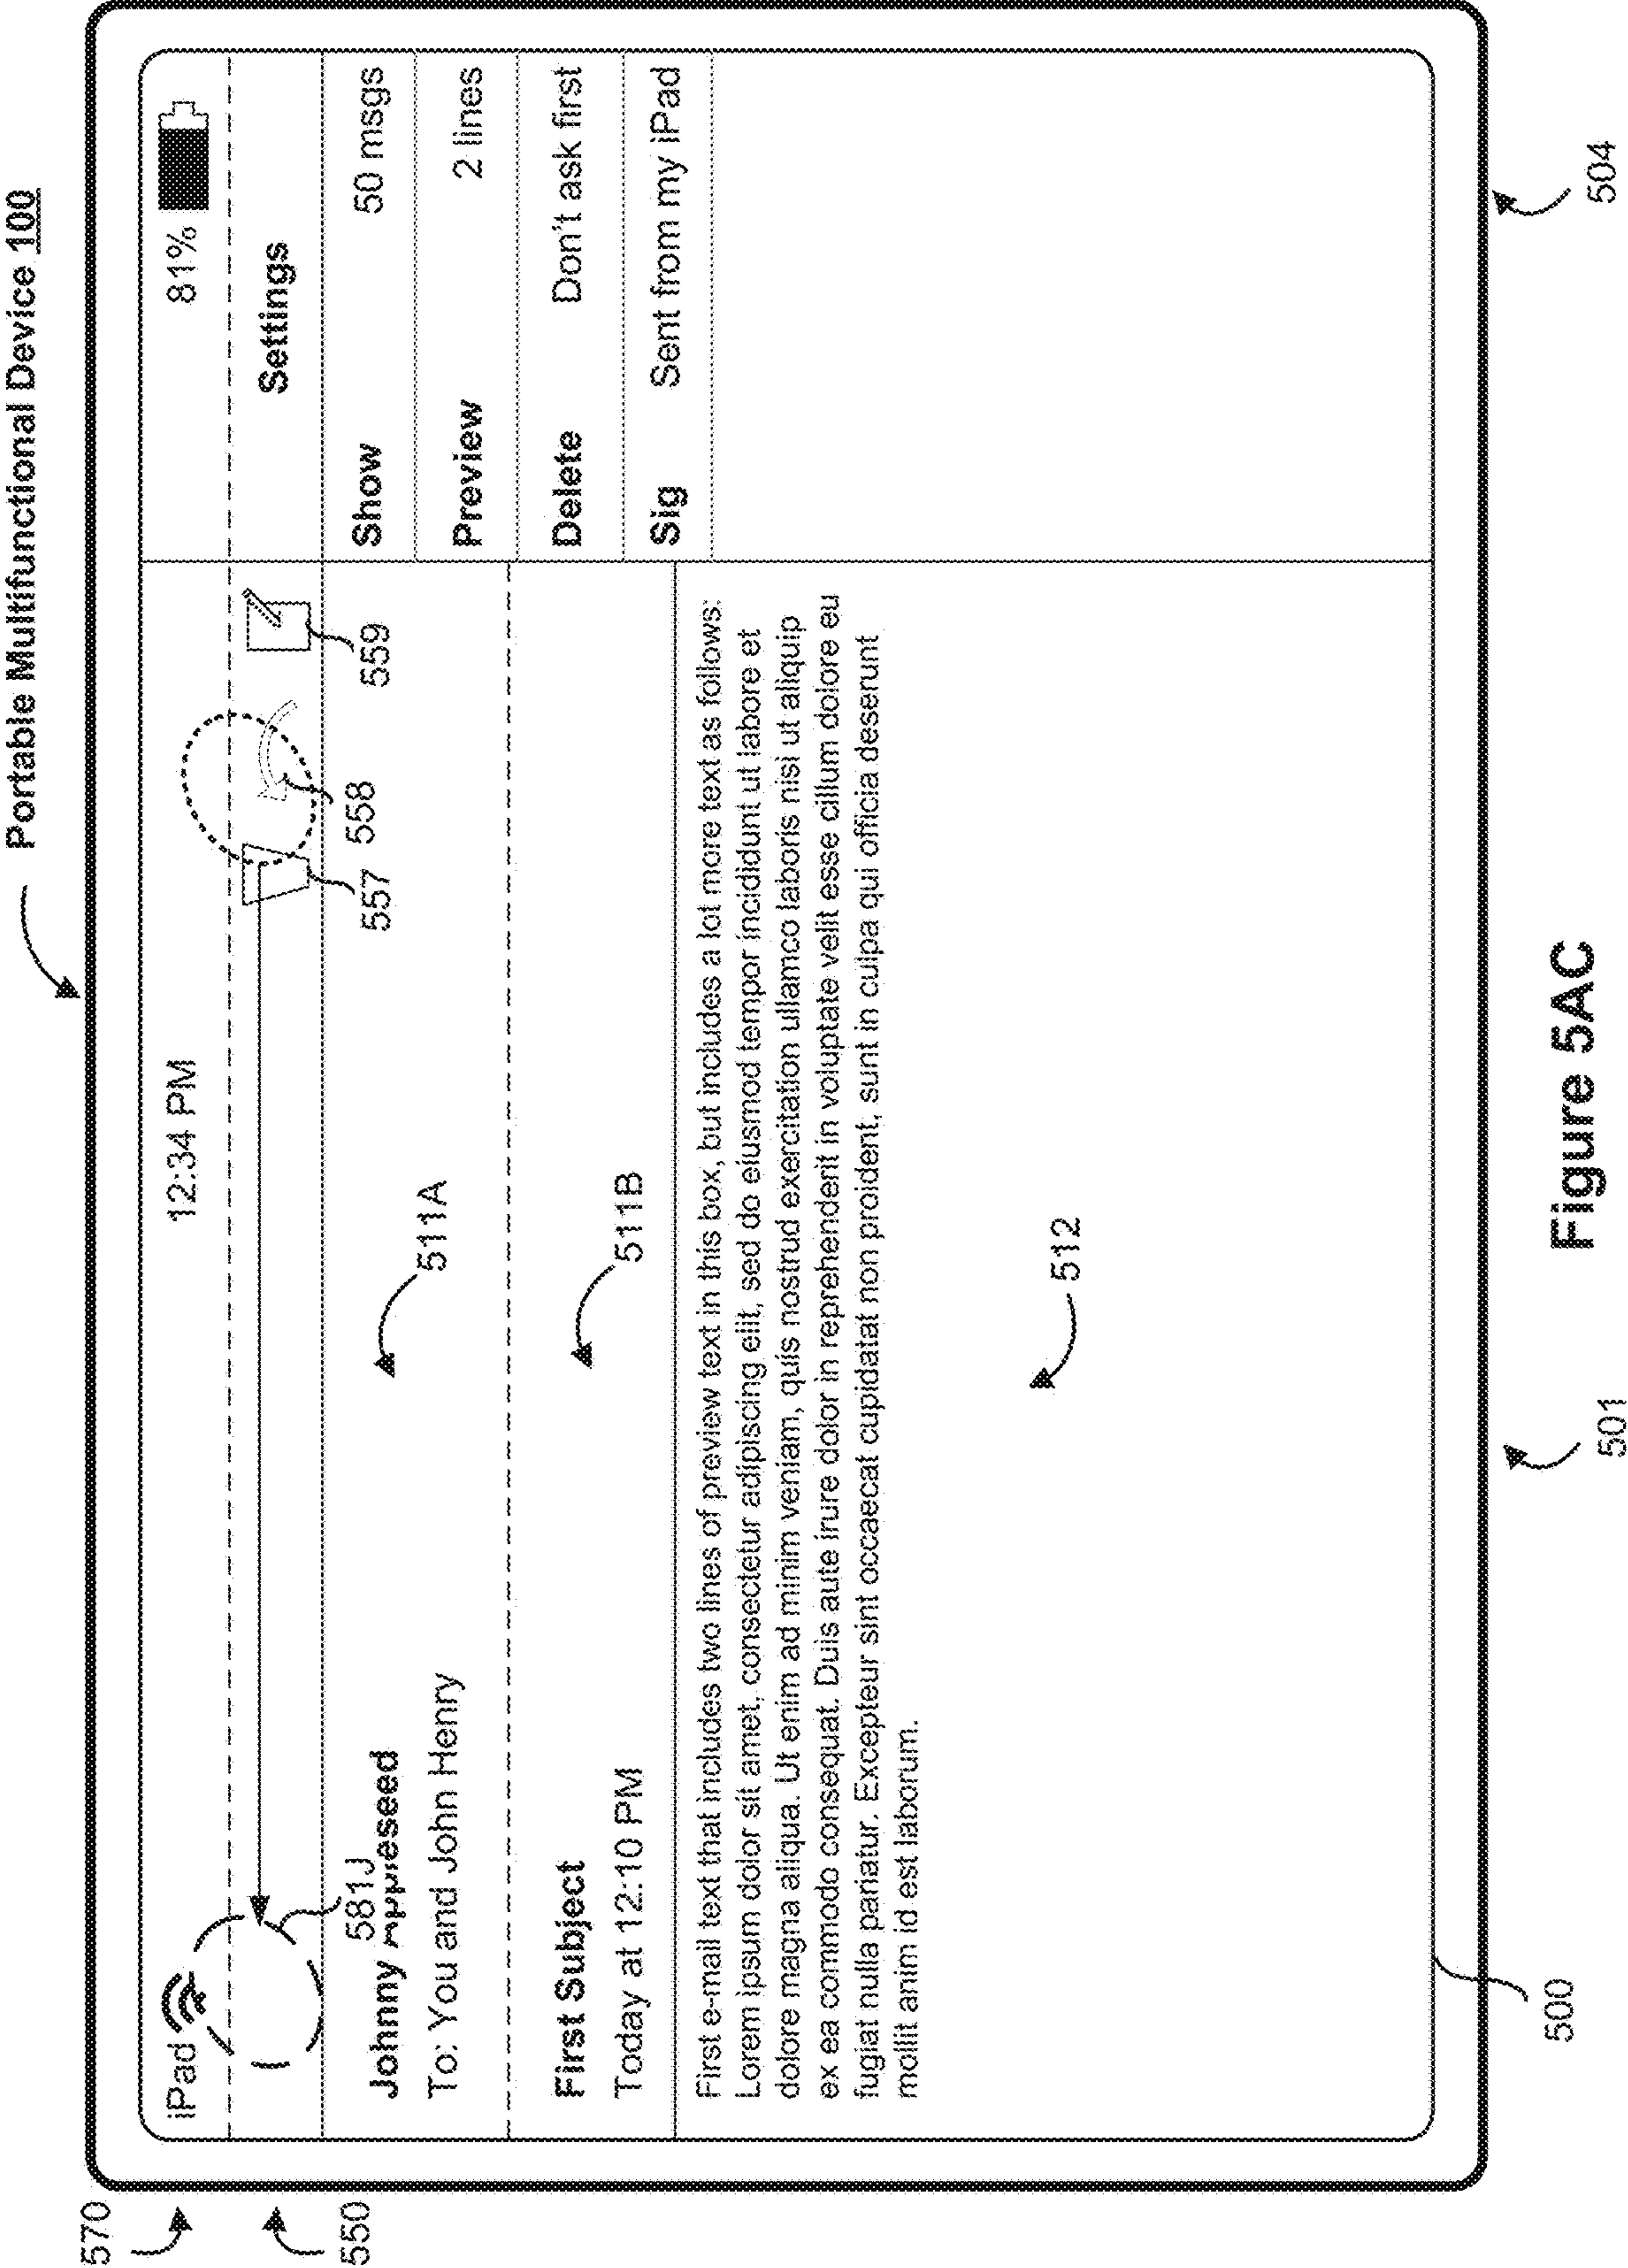 Portable Multifunctional Device 100
570
550
iPad
12:34 PM
81%
Settings
557
558
559
581J
Johnny Appleseed
To: You and John Henry
511A
First Subject
Today at 12:10 PM
511B
First e-mail text that includes two lines of preview text in this box, but includes a lot more text as follows:
Lorem ipsum dolor sit amet, consectetur adipiscing elit, sed do eiusmod tempor incididunt ut labore et
dolore magna aliqua. Ut enim ad minim veniam, quis nostrud exercitation ullamco laboris nisi ut aliquip
ex ea commodo consequat. Duis aute irure dolor in reprehenderit in voluptate velit esse cillum dolore eu
fugiat nulla pariatur. Excepteur sint occaecat cupidatat non proident, sunt in culpa qui officia deserunt
mollit anim id est laborum.
512
Show 50 msgs
Preview 2 lines
Delete Don't ask first
Sig Sent from my iPad
500
501
504
Figure 5AC